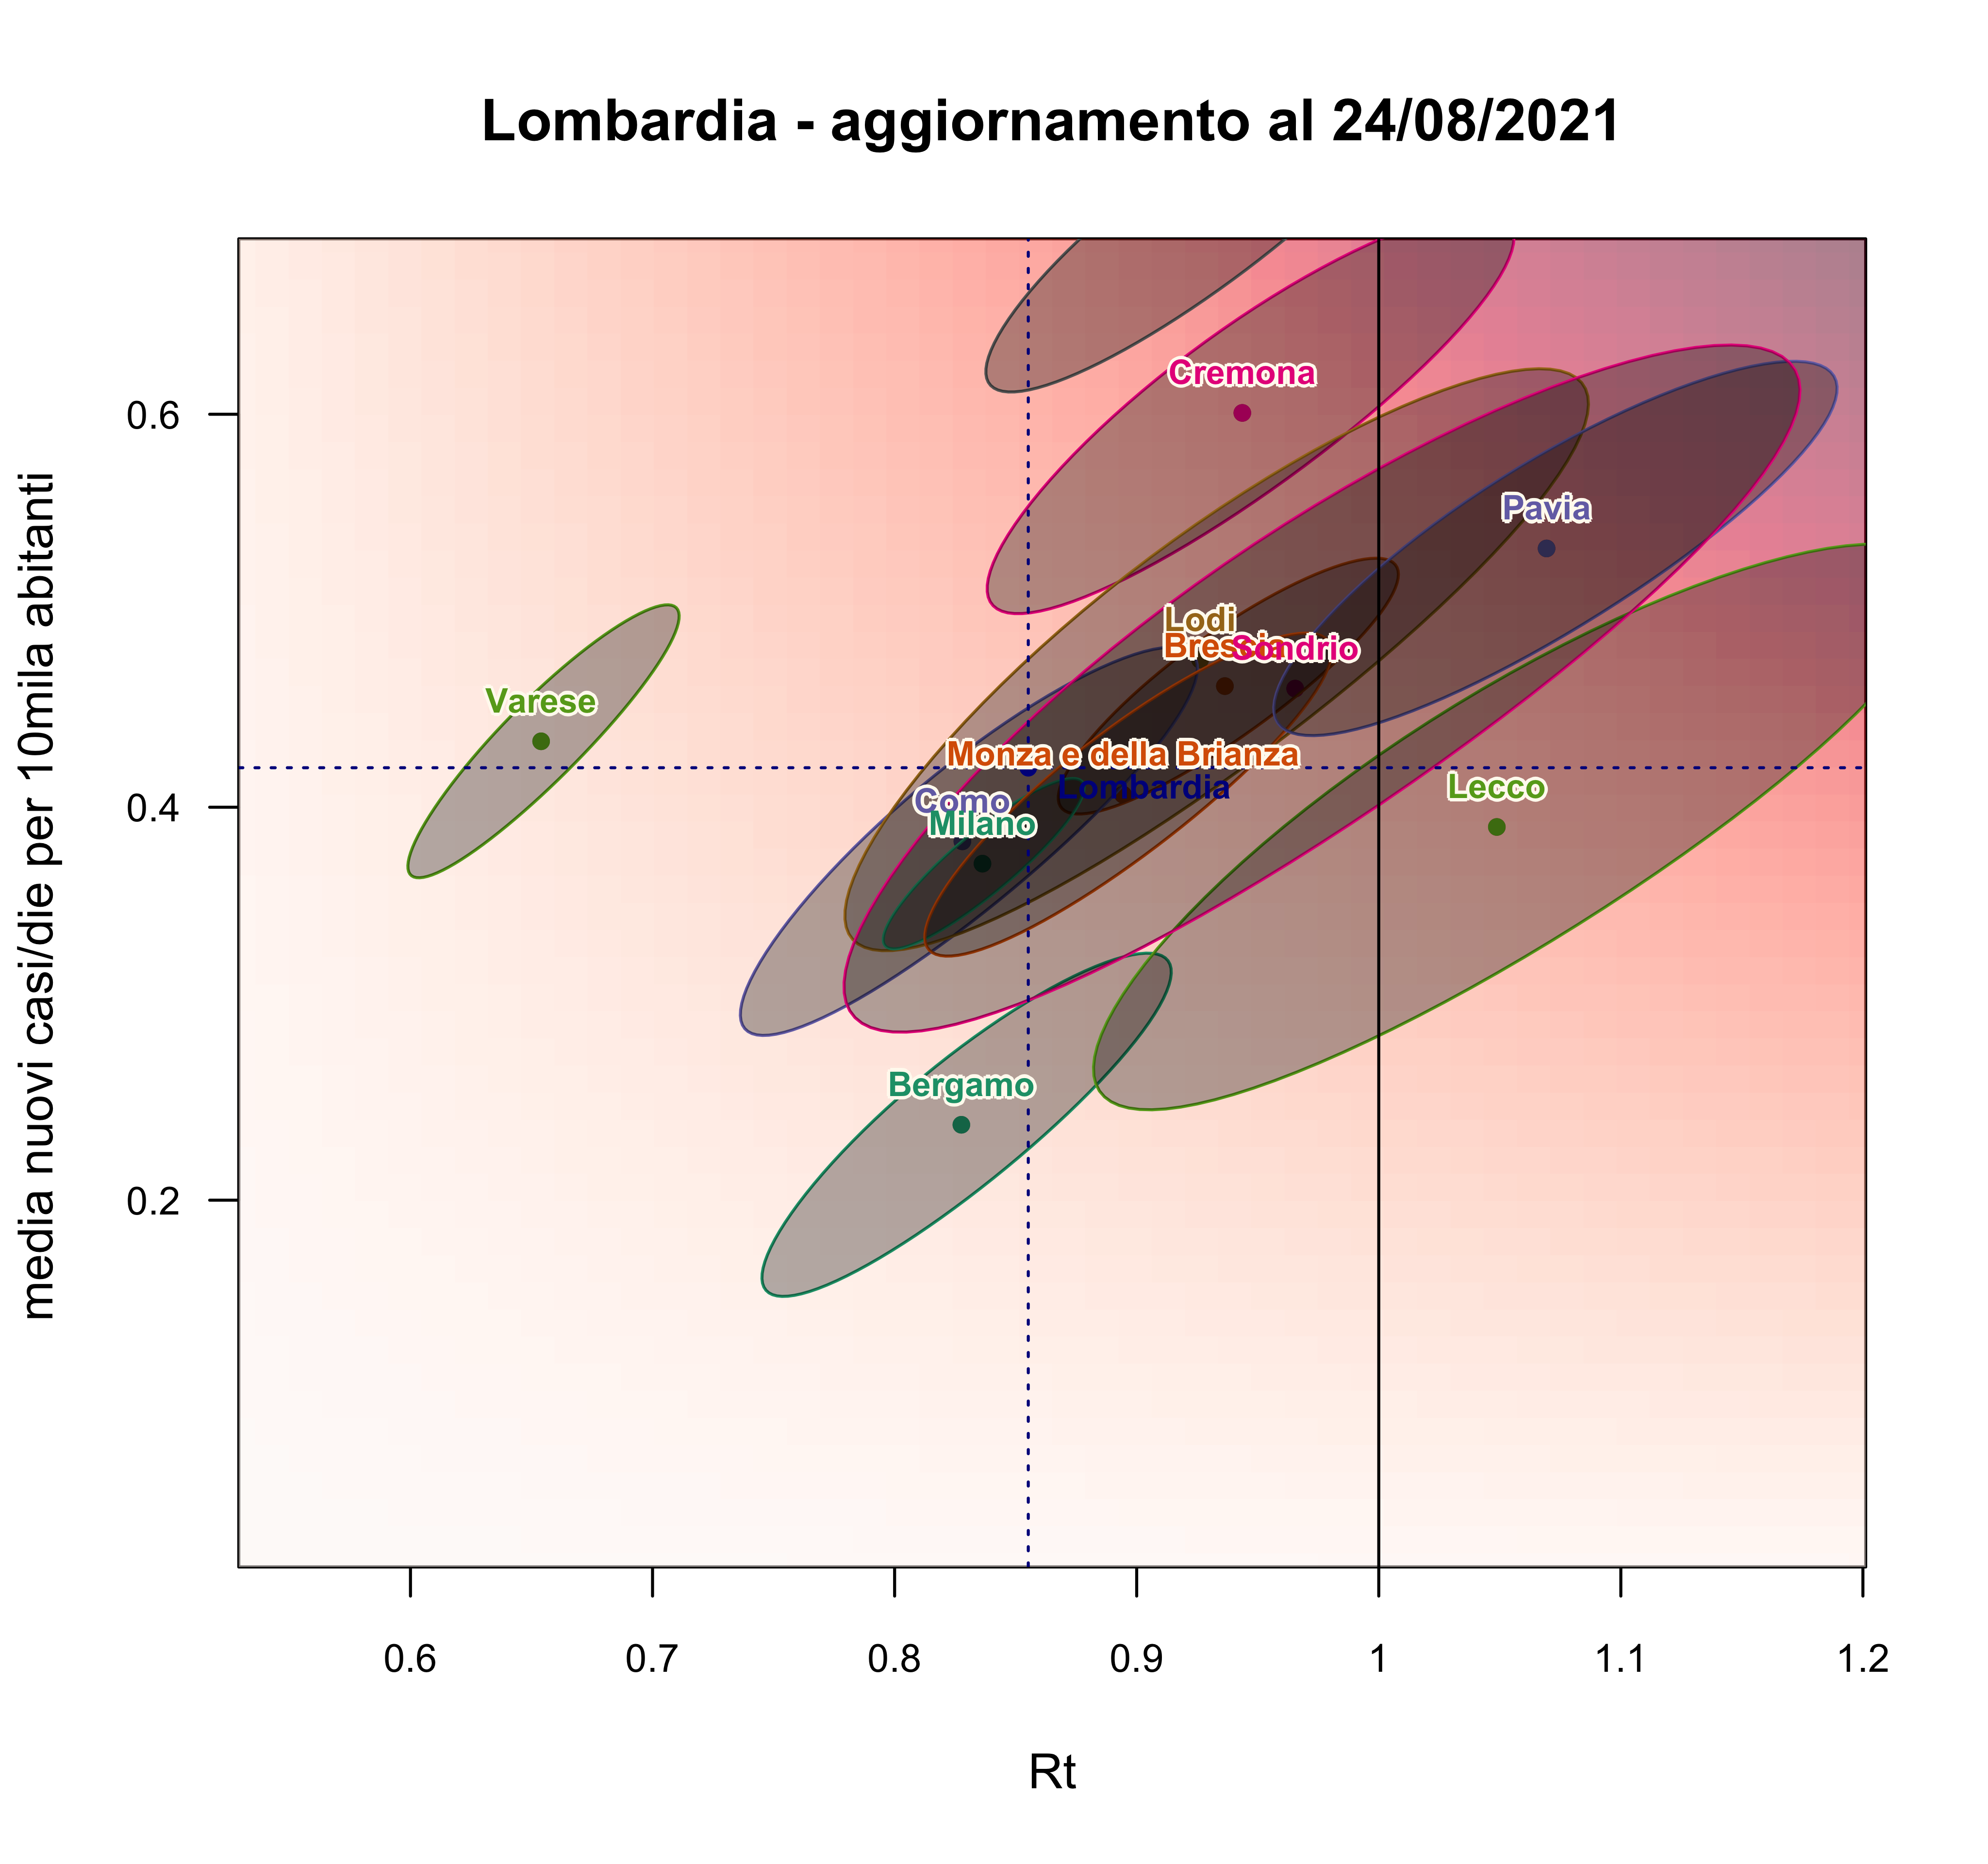 Lombardia - aggiornamento al 24/08/2021
media nuovi casi/die per 10mila abitanti
0.6
0.4
0.2
Cremona
Pavia
Lodi
Brescia
Sondrio
Varese
Monza e della Brianza
Lombardia
Lecco
Como
Milano
Bergamo
0.6 0.7 0.8 0.9 1 1.1 1.2
Rt